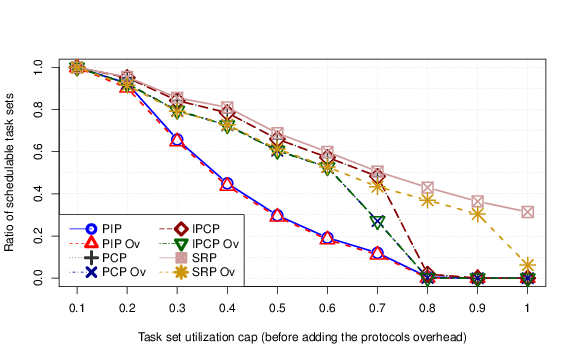 Ratio of schedulable task sets
1.0
0.8
0.6
0.4
0.2
0.0
PIP
PIP Ov
PCP
PCP Ov
IPCP
IPCP Ov
SRP
SRP Ov
0.1 0.2 0.3 0.4 0.5 0.6 0.7 0.8 0.9 1
Task set utilization cap (before adding the protocols overhead)